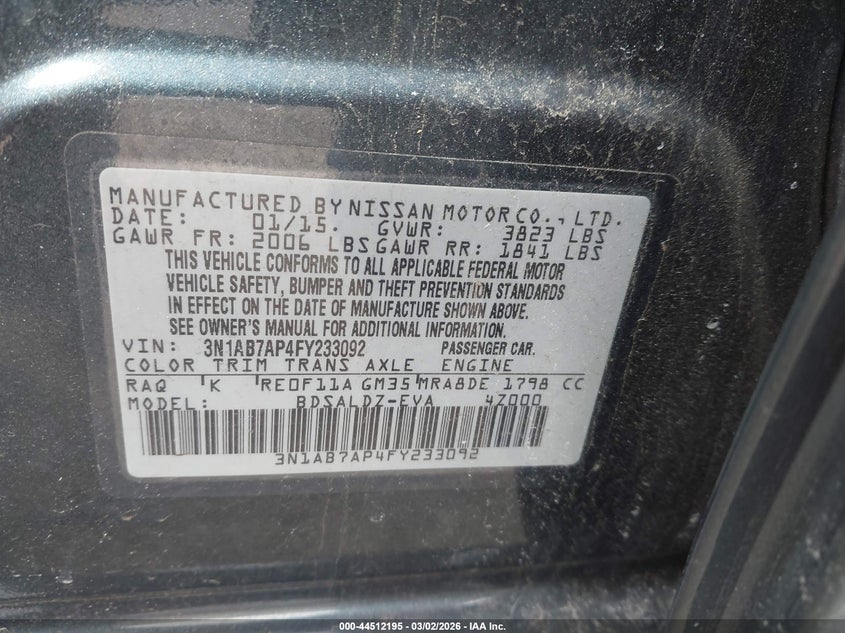 MANUFACTURED BY NISSAN MOTOR CO., LTD.
DATE: 01/15. GVWR: 3823 LBS
GAWR FR: 2006 LBS GAWR RR: 1841 LBS
THIS VEHICLE CONFORMS TO ALL APPLICABLE FEDERAL MOTOR
VEHICLE SAFETY, BUMPER AND THEFT PREVENTION STANDARDS
IN EFFECT ON THE DATE OF MANUFACTURE SHOWN ABOVE.
SEE OWNER'S MANUAL FOR ADDITIONAL INFORMATION.
VIN: 3N1AB7AP4FY233092 PASSENGER CAR.
COLOR TRIM TRANS AXLE ENGINE
RAQ K RE0F11A GM35 MRA8DE 1798 CC
MODEL: BDSALDZ-EVA 4Z000
3N1AB7AP4FY233092
000-44512195 - 03/02/2026 - IAA Inc.